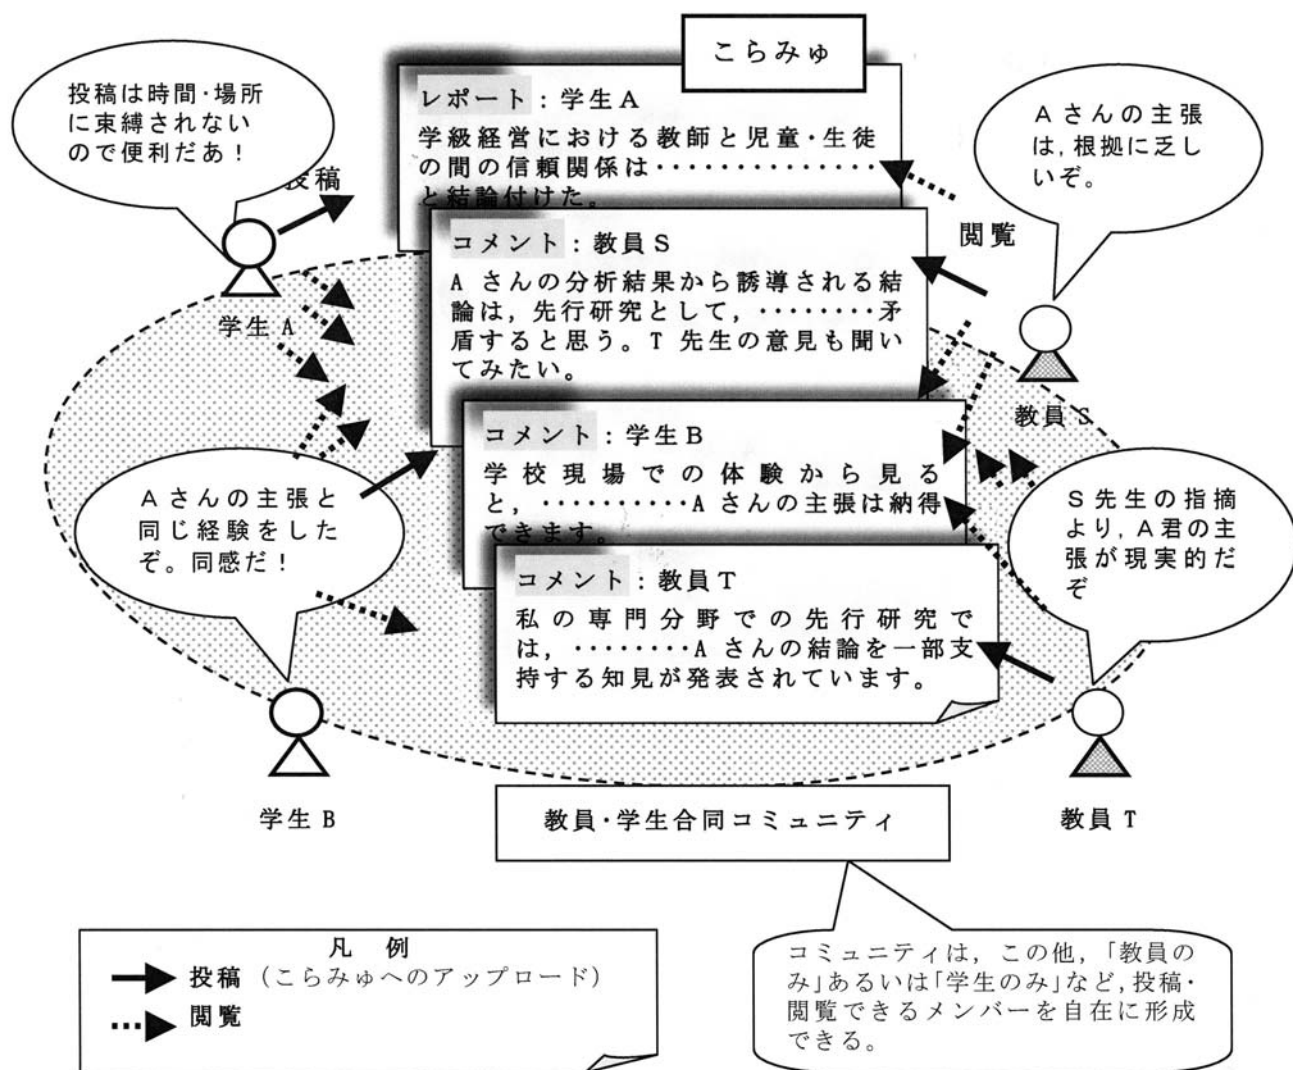 こらみゅ
投稿は時間・場所
に束縛されない
ので便利だあ！
レポート：学生A
学級経営における教師と児童・生徒
の間の信頼関係は・・・・・・・・・・・・・・・
と結論付けた。
Aさんの主張
は，根拠に乏し
いぞ。
投稿
閲覧
学生A
コメント：教員S
Aさんの分析結果から誘導される結
論は，先行研究として，・・・・・・・・矛
盾すると思う。T先生の意見も聞い
てみたい。
教員S
コメント：学生B
学校現場での体験から見る
と，・・・・・・・・・・Aさんの主張は納得
できます。
Aさんの主張と
同じ経験をした
ぞ。同感だ！
S先生の指摘
より，A君の主
張が現実的だ
ぞ
コメント：教員T
私の専門分野での先行研究で
は，・・・・・・・・Aさんの結論を一部支
持する知見が発表されています。
学生B
教員・学生合同コミュニティ
教員T
凡　例
投稿（こらみゅへのアップロード）
閲覧
コミュニティは，この他，「教員の
み」あるいは「学生のみ」など，投稿・
閲覧できるメンバーを自在に形成
できる。